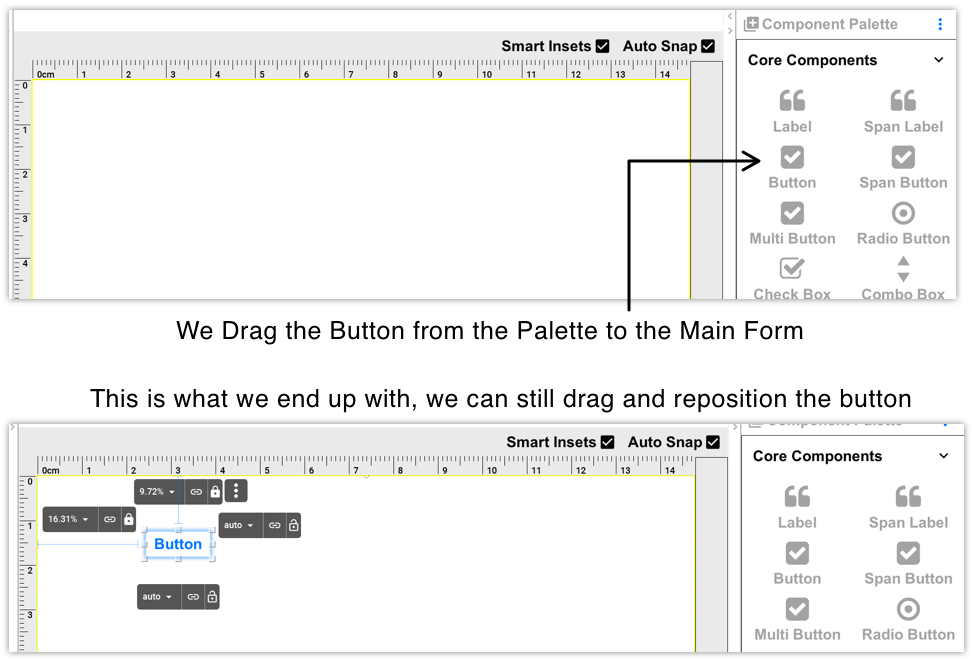 Component Palette
Smart Insets Auto Snap
Core Components
0cm 1 2 3 4 5 6 7 8 9 10 11 12 13 14
0
1
2
3
4
Label Span Label
Button Span Button
Multi Button Radio Button
Check Box Combo Box
We Drag the Button from the Palette to the Main Form
This is what we end up with, we can still drag and reposition the button
Component Palette
Smart Insets Auto Snap
Core Components
0cm 1 2 3 4 5 6 7 8 9 10 11 12 13 14
0
1
2
3
9.72%
16.31%
auto
Button
auto
Label Span Label
Button Span Button
Multi Button Radio Button